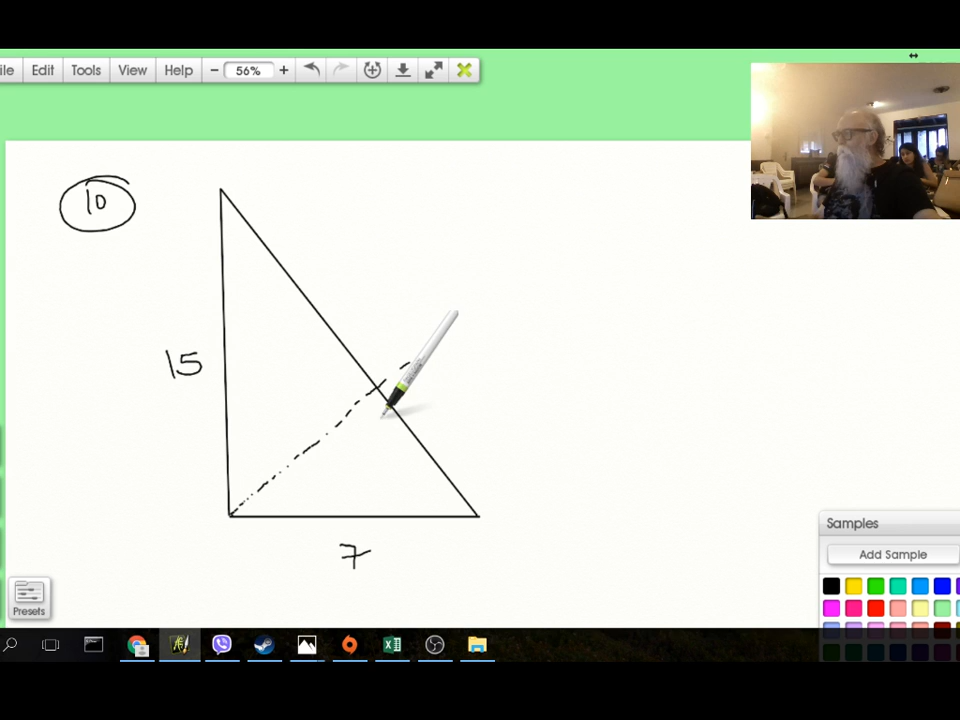 ile Edit Tools View Help − 56% +
10
15
7
Samples
Add Sample
Presets